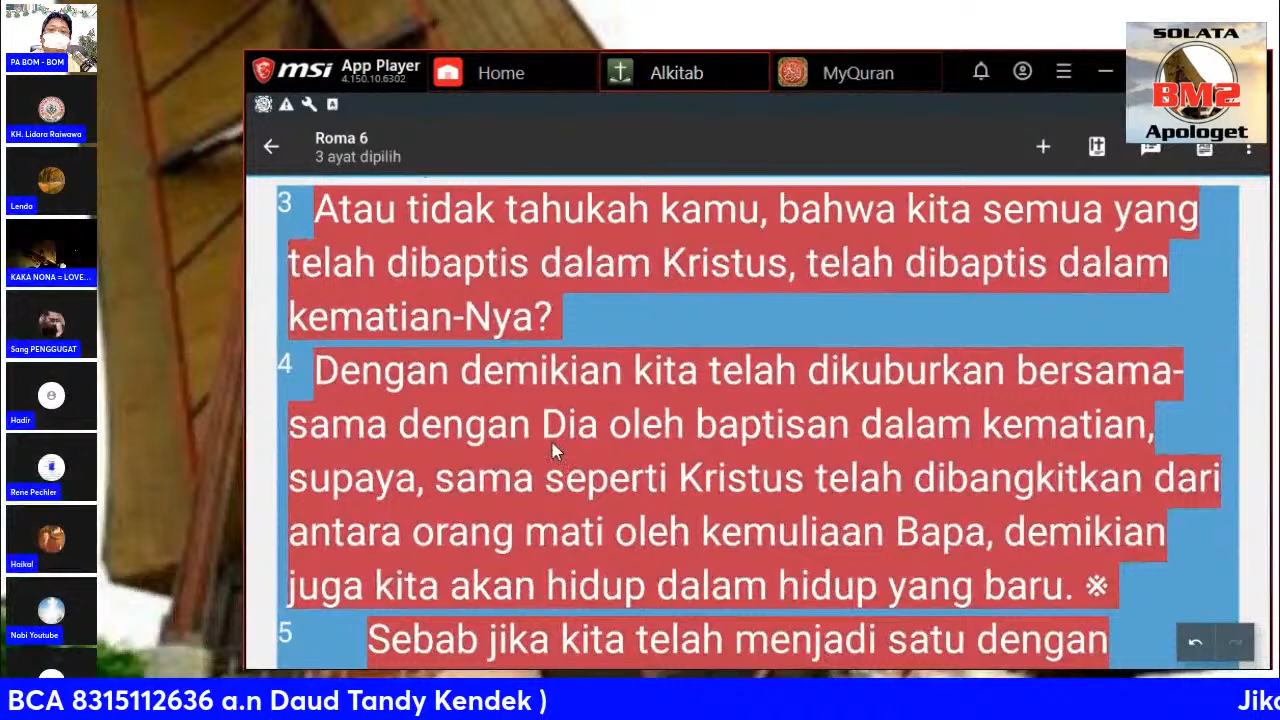 PA BOM - BOM
KH. Lidara Raiwawa
Lenda
KAKA NONA = LOVE...
Sang PENGGUGAT
Hadir
Rene Pechler
Haikal
Nabi Youtube
msi App Player
4.150.10.6302
Home
Alkitab
MyQuran
SOLATA
BM2
Apologet
Roma 6
3 ayat dipilih
3 Atau tidak tahukah kamu, bahwa kita semua yang
telah dibaptis dalam Kristus, telah dibaptis dalam
kematian-Nya?
4 Dengan demikian kita telah dikuburkan bersama-
sama dengan Dia oleh baptisan dalam kematian,
supaya, sama seperti Kristus telah dibangkitkan dari
antara orang mati oleh kemuliaan Bapa, demikian
juga kita akan hidup dalam hidup yang baru. ※
5 Sebab jika kita telah menjadi satu dengan
BCA 8315112636 a.n Daud Tandy Kendek )